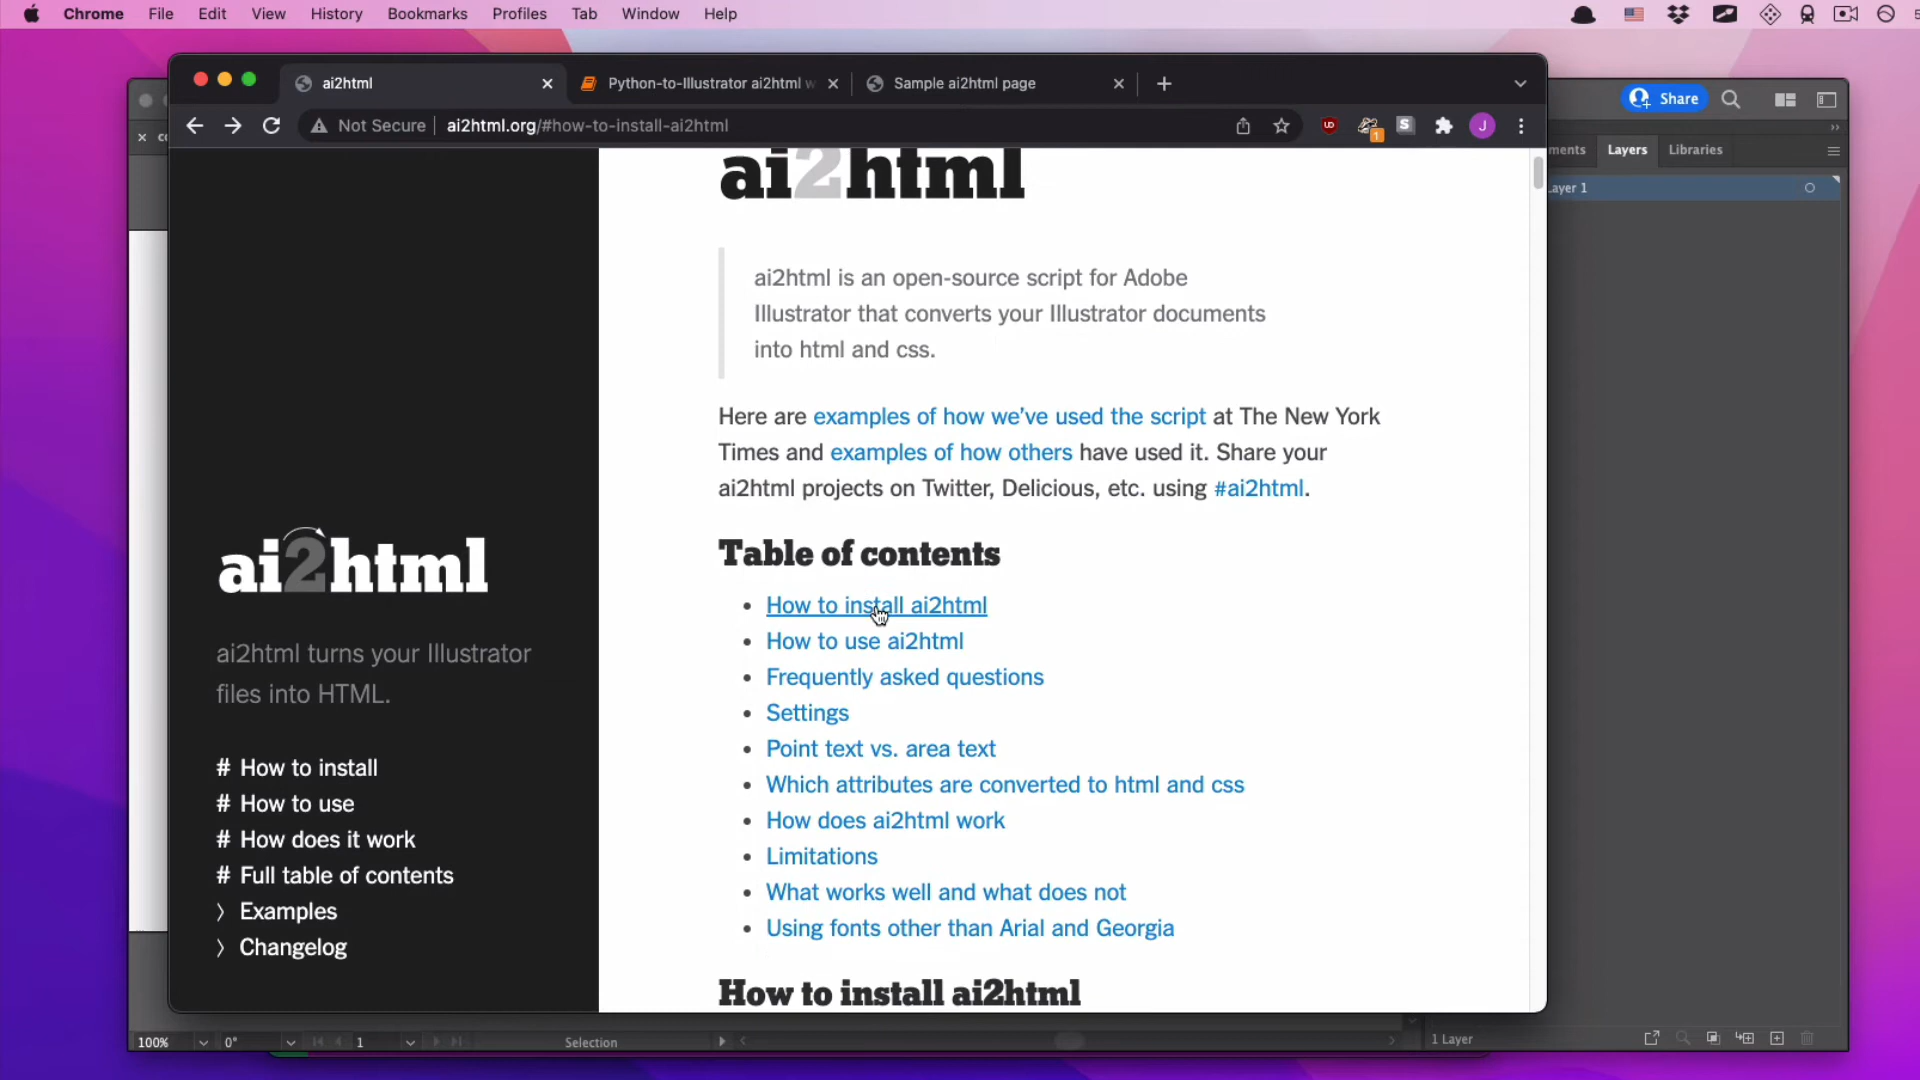 Chrome File Edit View History Bookmarks Profiles Tab Window Help
ai2html
Python-to-Illustrator ai2html w
Sample ai2html page
Not Secure ai2html.org/#how-to-install-ai2html
J
Share
Layers
Libraries
ayer 1
ai2html
ai2html is an open-source script for Adobe
Illustrator that converts your Illustrator documents
into html and css.
Here are examples of how we've used the script at The New York
Times and examples of how others have used it. Share your
ai2html projects on Twitter, Delicious, etc. using #ai2html.
Table of contents
• How to install ai2html
• How to use ai2html
• Frequently asked questions
• Settings
• Point text vs. area text
• Which attributes are converted to html and css
• How does ai2html work
• Limitations
• What works well and what does not
• Using fonts other than Arial and Georgia
How to install ai2html
ai2html
ai2html turns your Illustrator
files into HTML.
# How to install
# How to use
# How does it work
# Full table of contents
〉 Examples
〉 Changelog
100% 0° 1 Selection
1 Layer